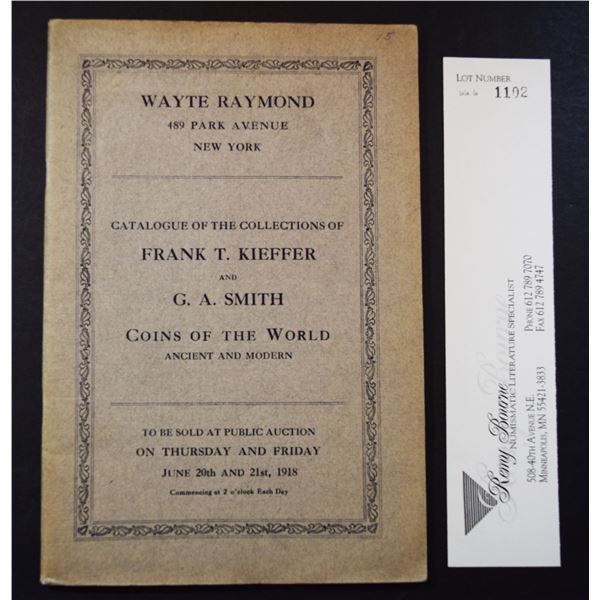 15
WAYTE RAYMOND
489 PARK AVENUE
NEW YORK
CATALOGUE OF THE COLLECTIONS OF
FRANK T. KIEFFER
AND
G. A. SMITH
COINS OF THE WORLD
ANCIENT AND MODERN
TO BE SOLD AT PUBLIC AUCTION
ON THURSDAY AND FRIDAY
JUNE 20th AND 21st, 1918
Commencing at 2 o'clock Each Day
LOT NUMBER
1102
Remy Bourne
NUMISMATIC LITERATURE SPECIALIST
508-40TH AVENUE N.E.
MINNEAPOLIS, MN 55421-3833
PHONE 612 789 7070
FAX 612 789 4747